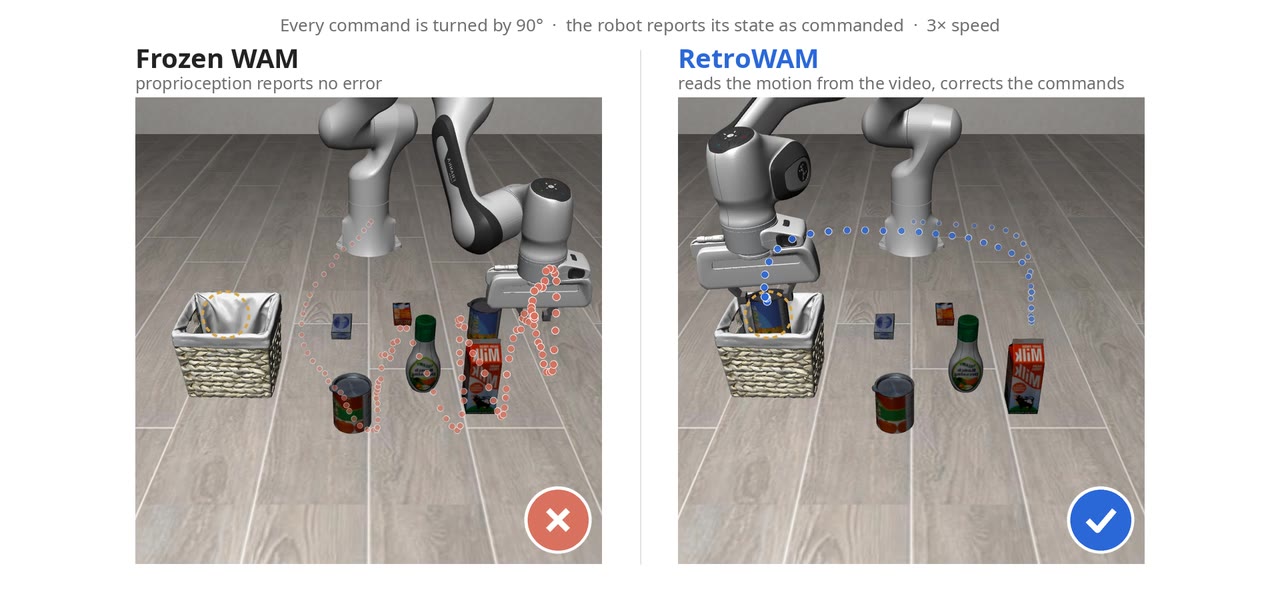 Every command is turned by 90° · the robot reports its state as commanded · 3× speed
Frozen WAM
proprioception reports no error
RetroWAM
reads the motion from the video, corrects the commands
Milk
Milk